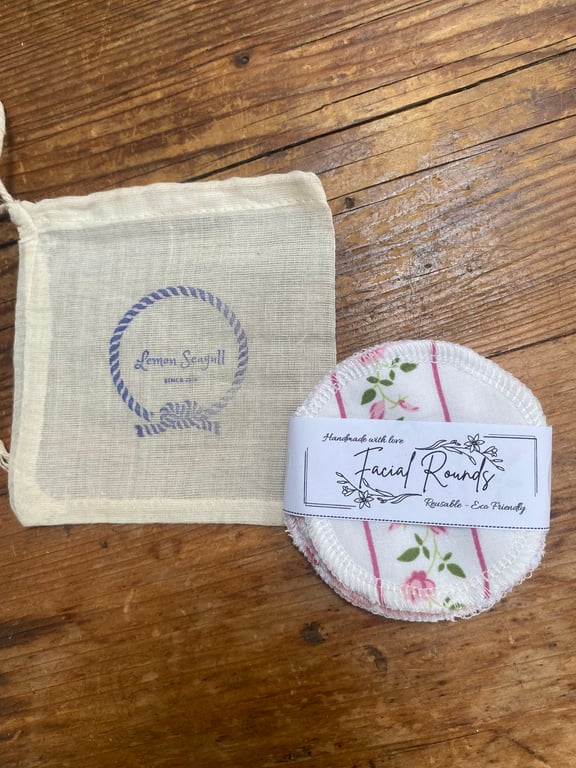 Lemon Seagull
SINCE
Handmade with love
Facial Rounds
Reusable - Eco Friendly